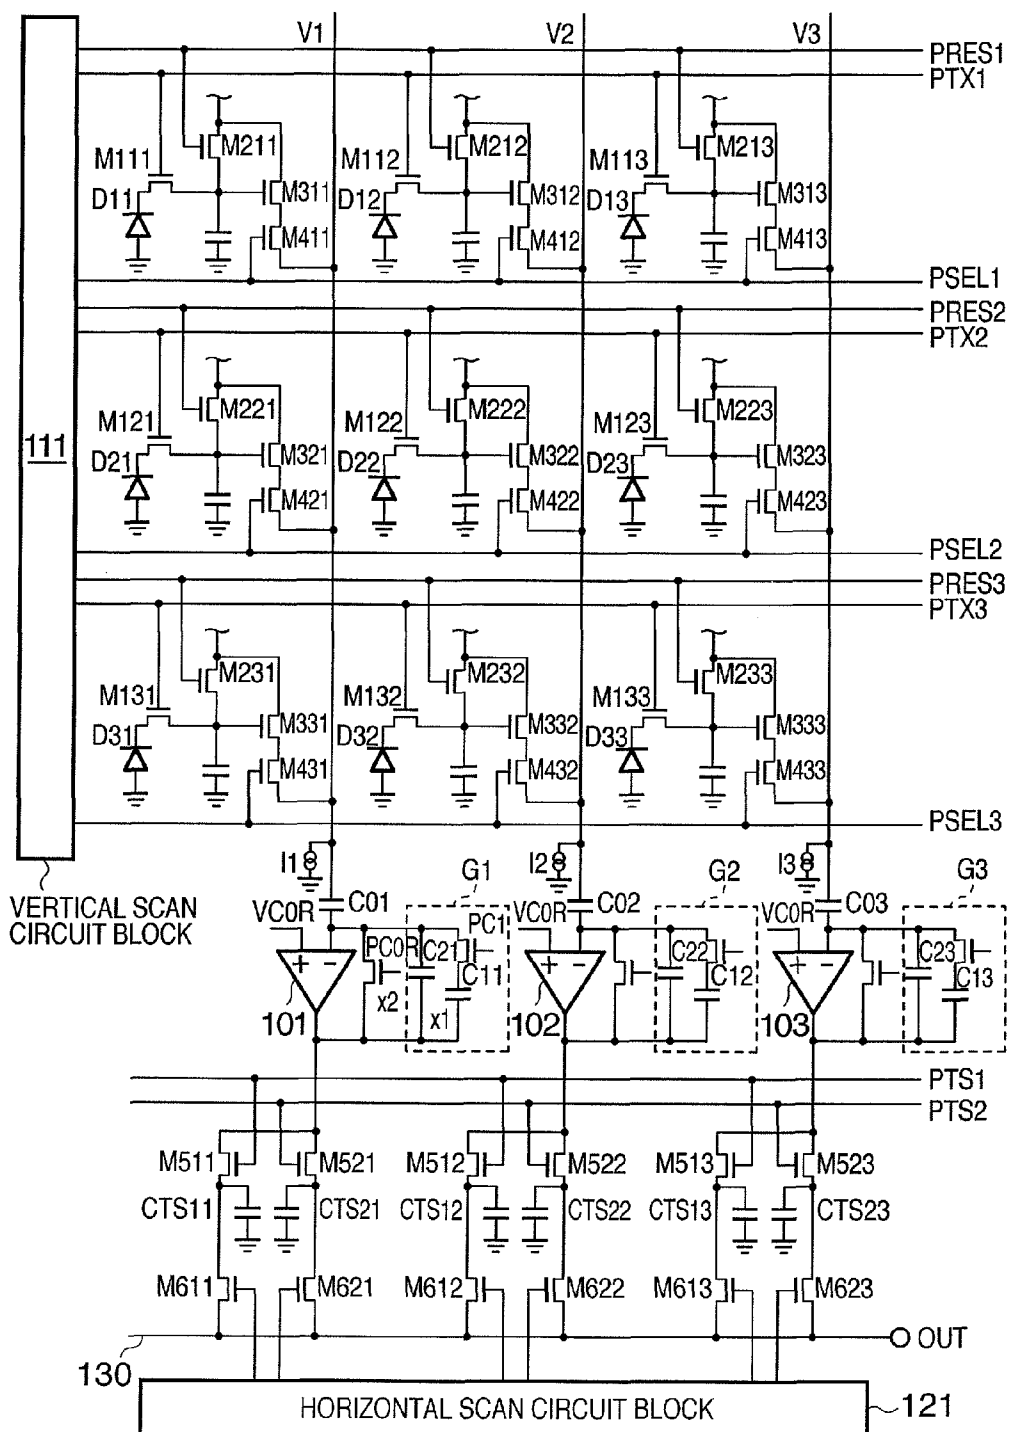 V1 V2 V3
PRES1
PTX1
M211 M212 M213
M111 M112 M113
M311 M312 M313
D11 D12 D13
M411 M412 M413
PSEL1
PRES2
PTX2
M221 M222 M223
M121 M122 M123
111
M321 M322 M323
D21 D22 D23
M421 M422 M423
PSEL2
PRES3
PTX3
M231 M232 M233
M131 M132 M133
M331 M332 M333
D31 D32 D33
M431 M432 M433
PSEL3
I1 I2 I3
G1 G2 G3
VERTICAL SCAN
CIRCUIT BLOCK
C01 C02 C03
VC0R VC0R VC0R
PC1
PC0R C21 C22 C23
C11 C12 C13
+ − + − + −
x2 x1
101 102 103
PTS1
PTS2
M511 M521 M512 M522 M513 M523
CTS11 CTS21 CTS12 CTS22 CTS13 CTS23
M611 M621 M612 M622 M613 M623
OUT
130
HORIZONTAL SCAN CIRCUIT BLOCK
121